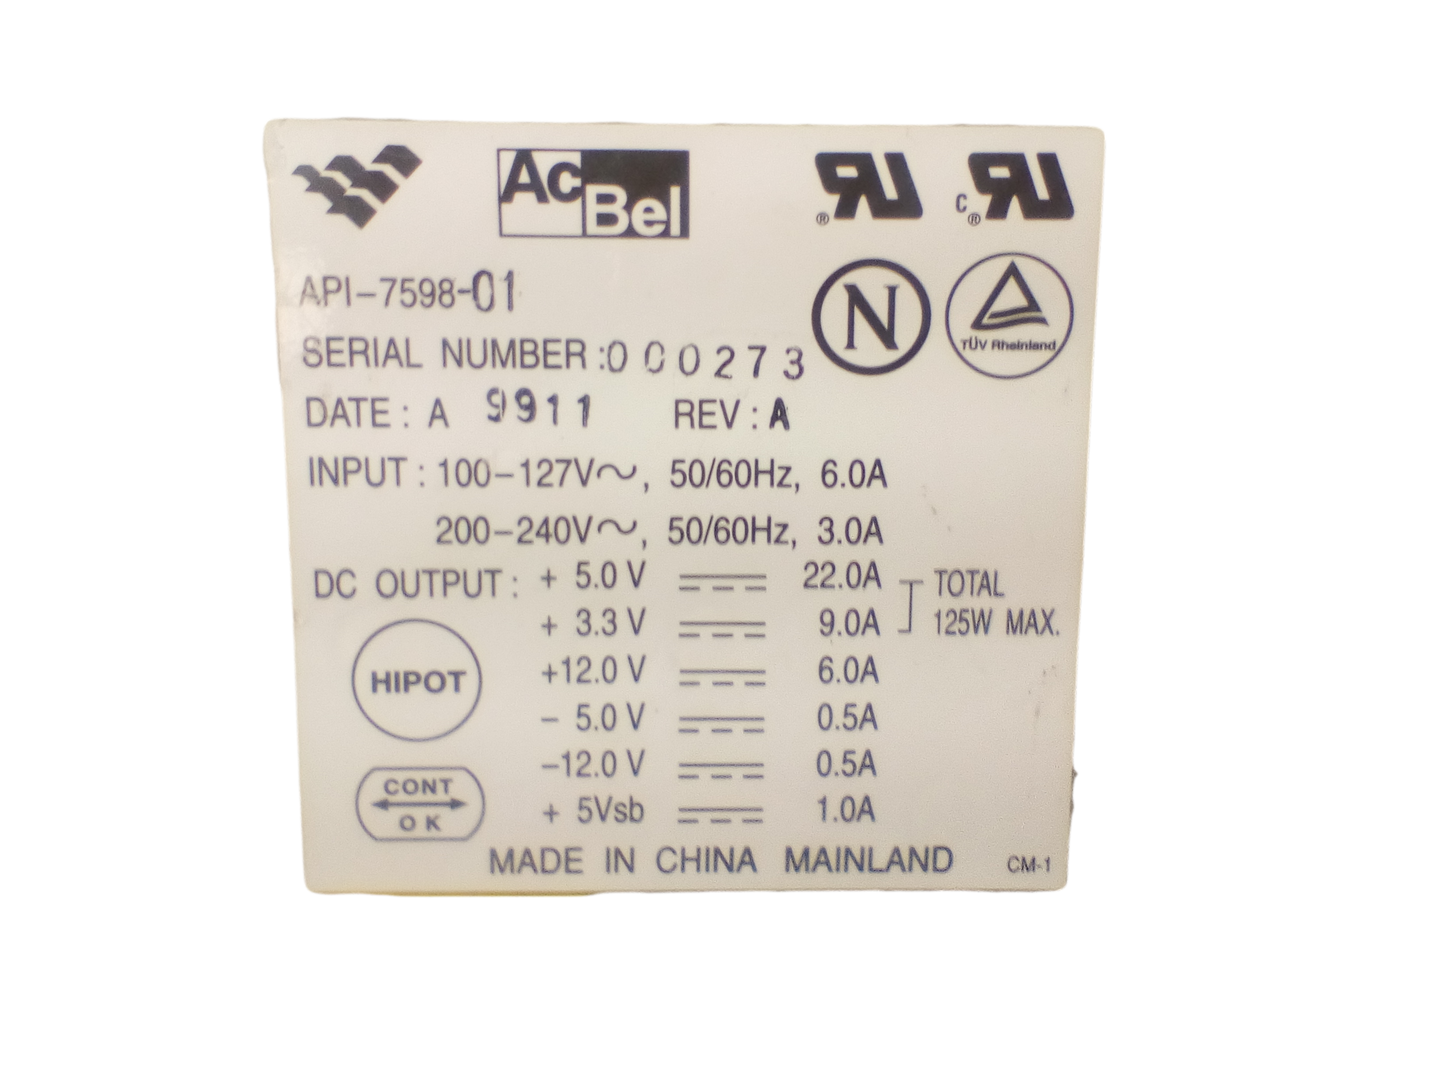 AcBel
API-7598-01
SERIAL NUMBER :000273
DATE : A 9911 REV : A
INPUT : 100-127V～, 50/60Hz, 6.0A
200-240V～, 50/60Hz, 3.0A
DC OUTPUT : + 5.0 V ⎓ 22.0A TOTAL
+ 3.3 V ⎓ 9.0A 125W MAX.
+12.0 V ⎓ 6.0A
- 5.0 V ⎓ 0.5A
-12.0 V ⎓ 0.5A
+ 5Vsb ⎓ 1.0A
MADE IN CHINA MAINLAND CM-1
RU ®
c RU ®
N
TÜV Rheinland
HIPOT
CONT
OK